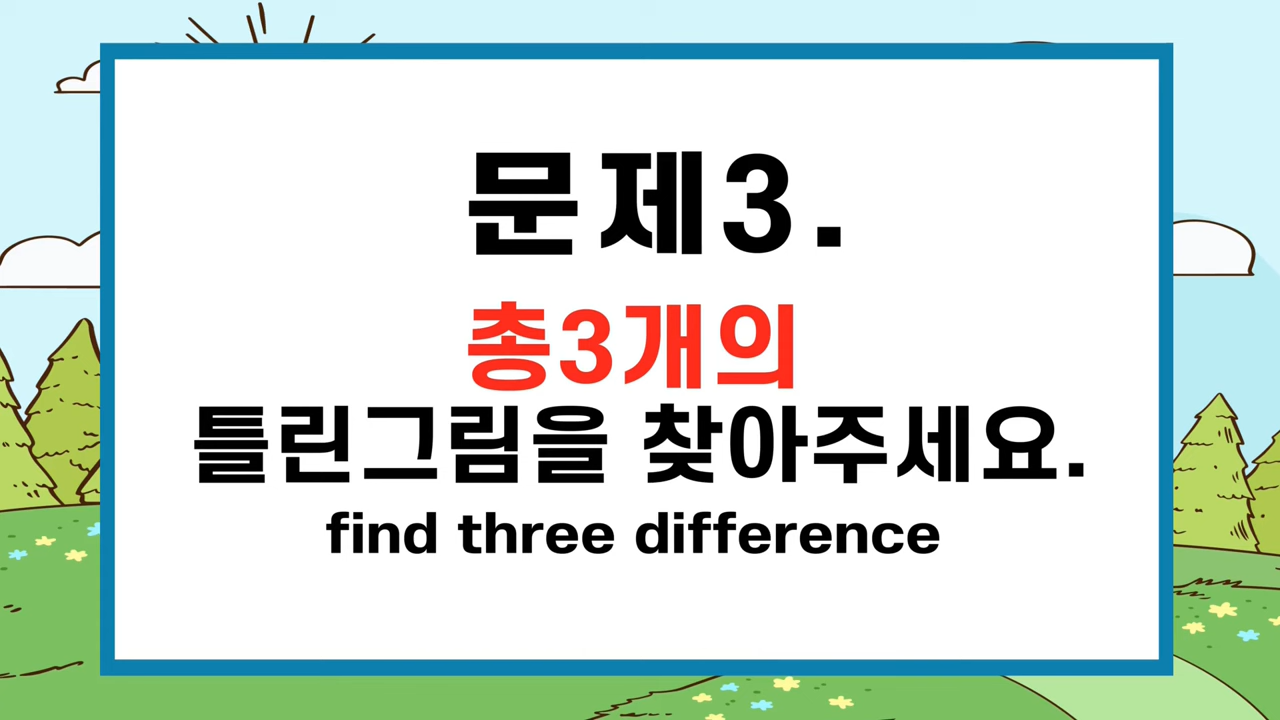 문제3.
총3개의
틀린그림을 찾아주세요.
find three difference